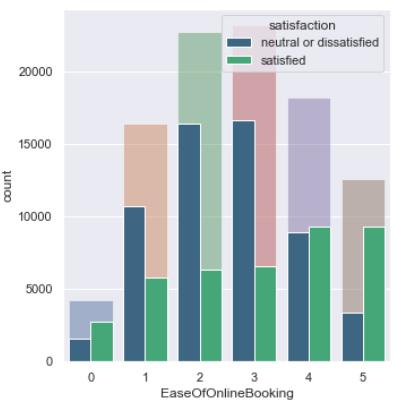 satisfaction
neutral or dissatisfied
satisfied
20000
15000
10000
5000
0
count
0 1 2 3 4 5
EaseOfOnlineBooking